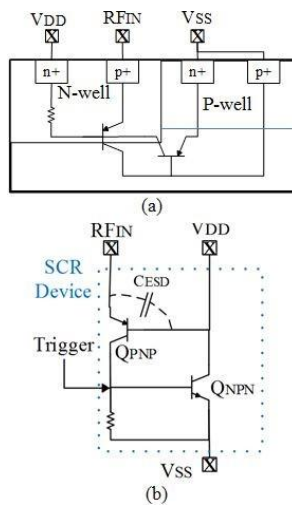 VDD RFIN VSS
n+ p+ n+ p+
N-well P-well
(a)
RFIN VDD
SCR
Device
CESD
Trigger
QPNP
QNPN
VSS
(b)